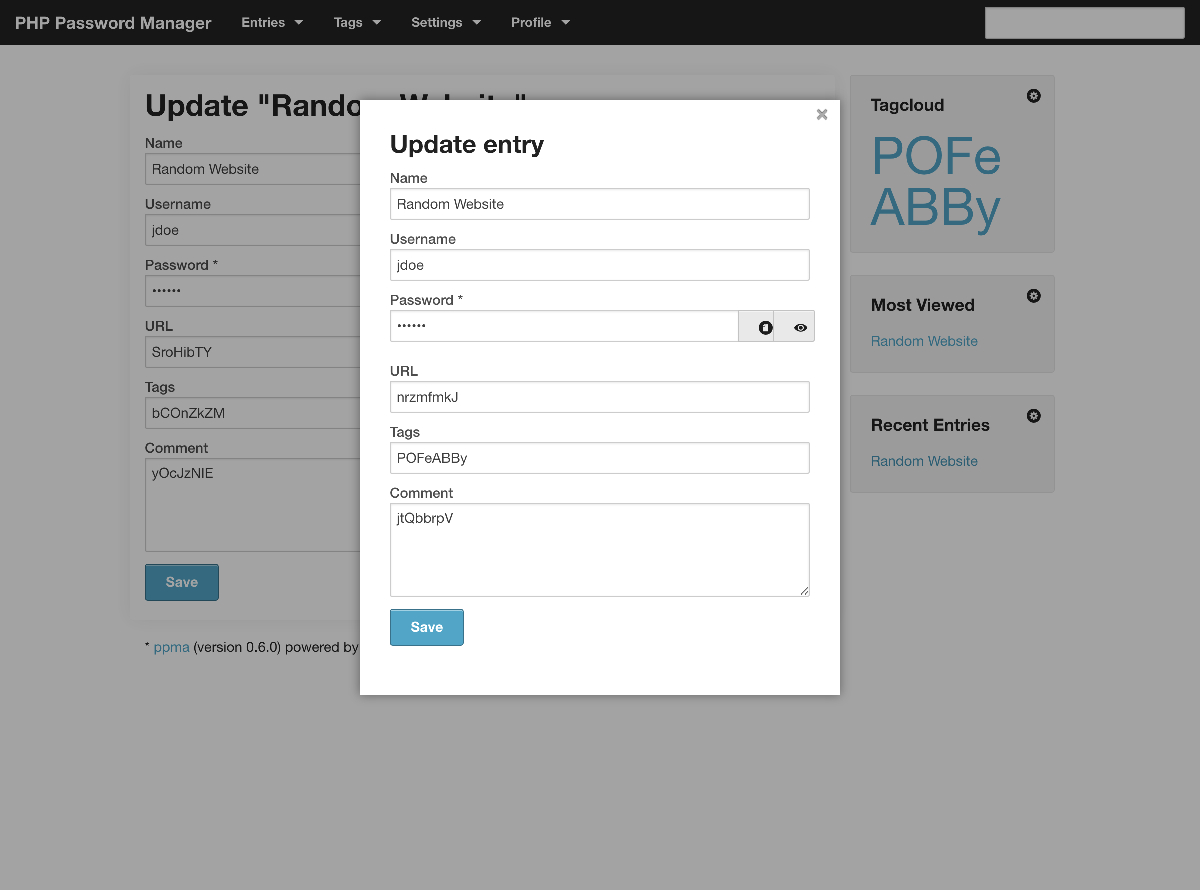 PHP Password Manager Entries Tags Settings Profile
Update "Random Website"
Name
Random Website
Username
jdoe
Password *
••••••
URL
SroHibTY
Tags
bCOnZkZM
Comment
yOcJzNIE
Save
* ppma (version 0.6.0) powered by
Update entry
Name
Random Website
Username
jdoe
Password *
••••••
URL
nrzmfmkJ
Tags
POFeABBy
Comment
jtQbbrpV
Save
Tagcloud
POFe
ABBy
Most Viewed
Random Website
Recent Entries
Random Website